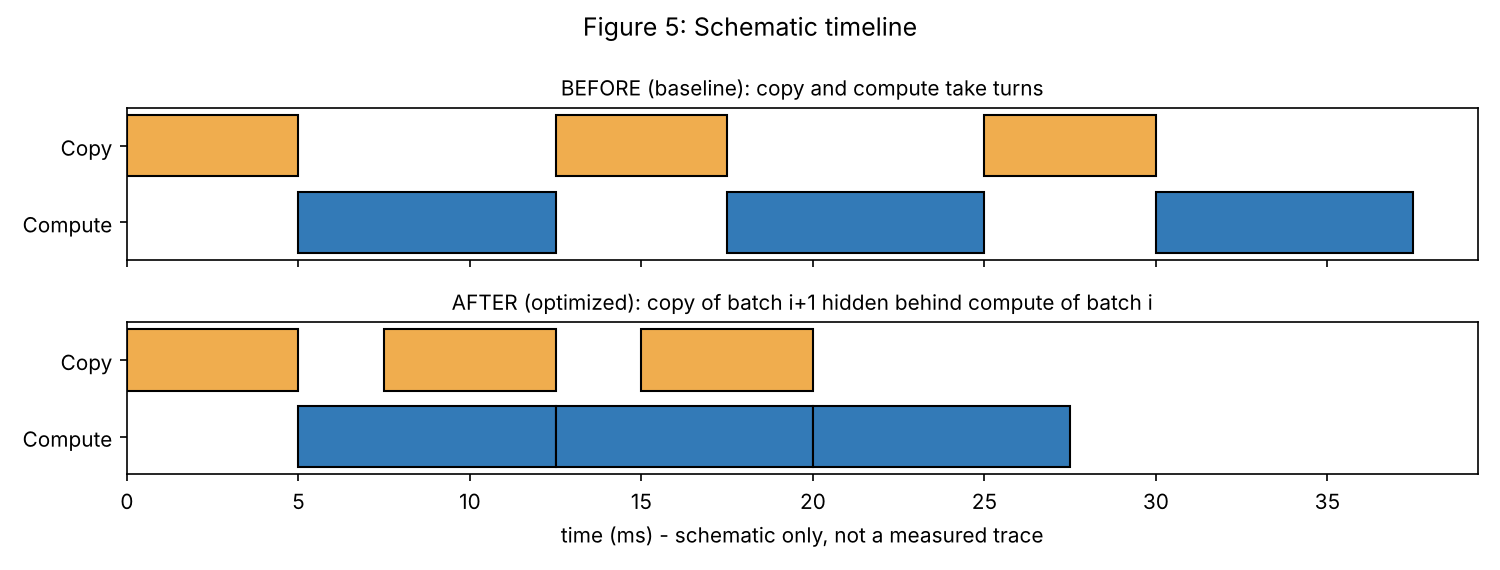 Figure 5: Schematic timeline
BEFORE (baseline): copy and compute take turns
Copy
Compute
AFTER (optimized): copy of batch i+1 hidden behind compute of batch i
Copy
Compute
0 5 10 15 20 25 30 35
time (ms) - schematic only, not a measured trace